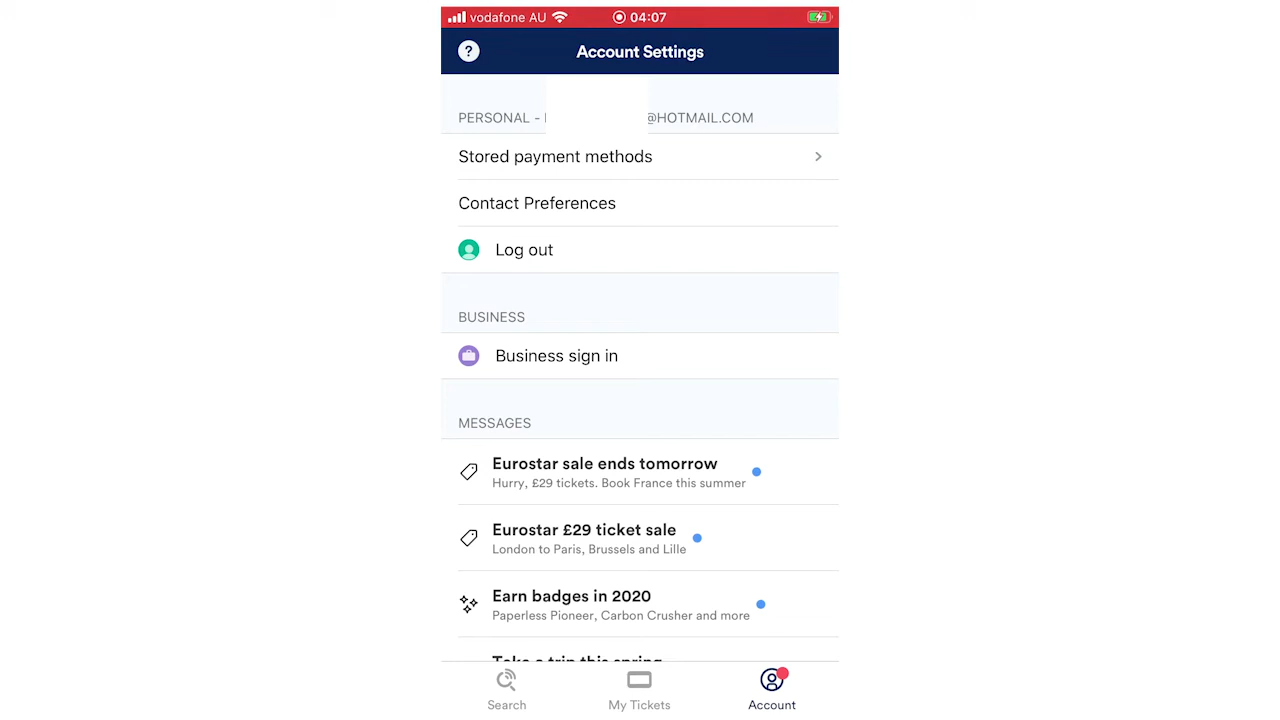 vodafone AU 04:07
?
Account Settings
PERSONAL - @HOTMAIL.COM
Stored payment methods
Contact Preferences
Log out
BUSINESS
Business sign in
MESSAGES
Eurostar sale ends tomorrow
Hurry, £29 tickets. Book France this summer
Eurostar £29 ticket sale
London to Paris, Brussels and Lille
Earn badges in 2020
Paperless Pioneer, Carbon Crusher and more
Take a trip this spring
Search My Tickets Account